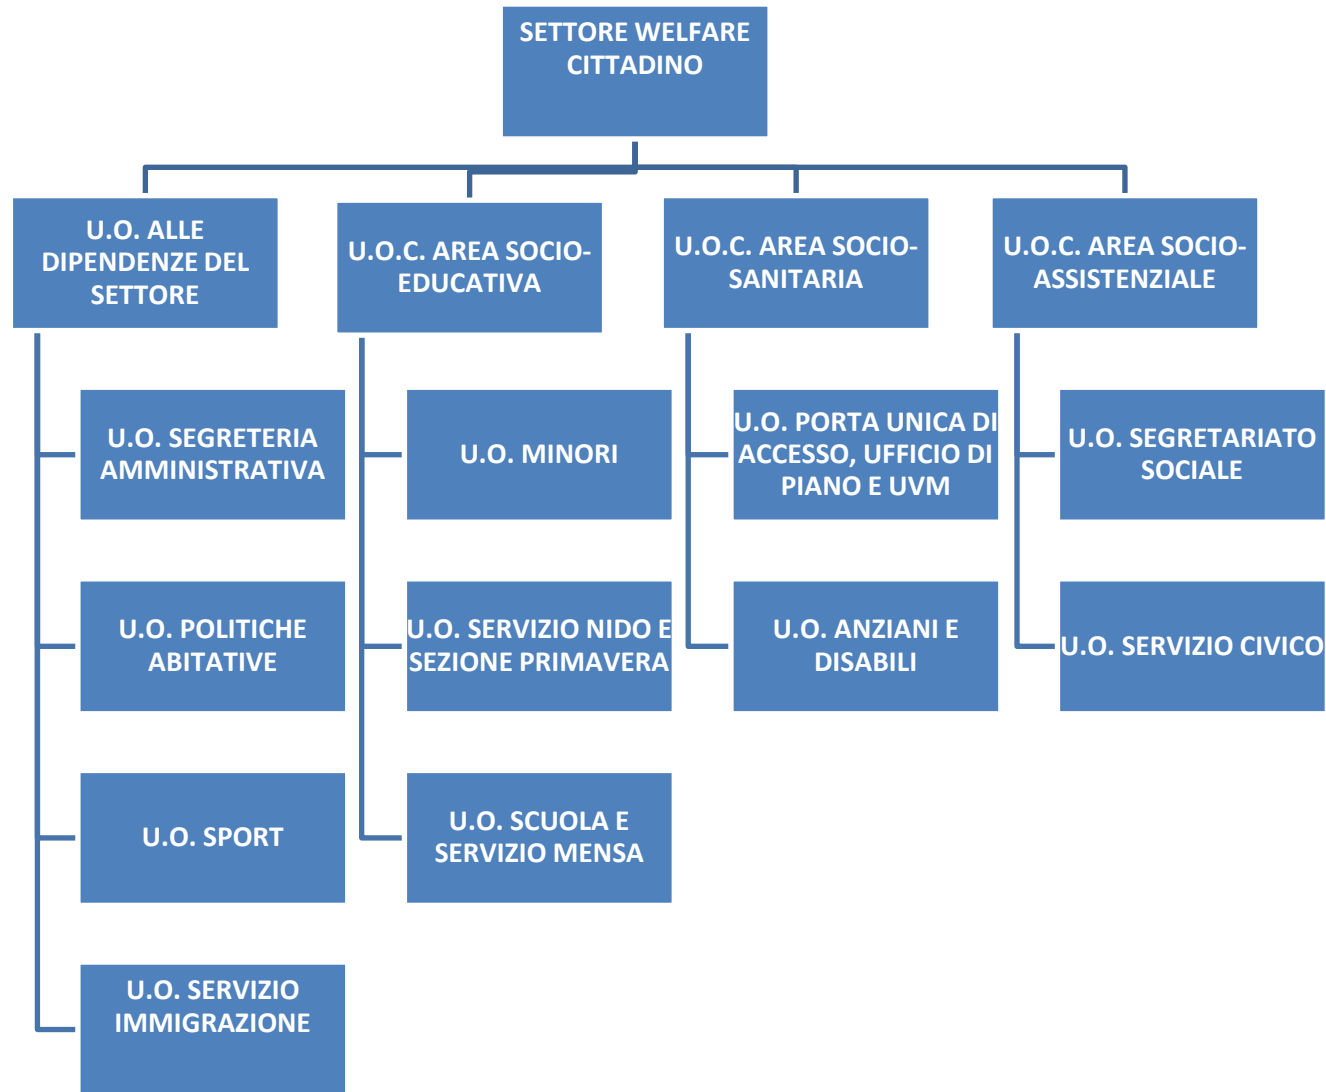 SETTORE WELFARE
CITTADINO
U.O. ALLE
DIPENDENZE DEL
SETTORE
U.O.C. AREA SOCIO-
EDUCATIVA
U.O.C. AREA SOCIO-
SANITARIA
U.O.C. AREA SOCIO-
ASSISTENZIALE
U.O. SEGRETERIA
AMMINISTRATIVA
U.O. MINORI
U.O. PORTA UNICA DI
ACCESSO, UFFICIO DI
PIANO E UVM
U.O. SEGRETARIATO
SOCIALE
U.O. POLITICHE
ABITATIVE
U.O. SERVIZIO NIDO E
SEZIONE PRIMAVERA
U.O. ANZIANI E
DISABILI
U.O. SERVIZIO CIVICO
U.O. SPORT
U.O. SCUOLA E
SERVIZIO MENSA
U.O. SERVIZIO
IMMIGRAZIONE